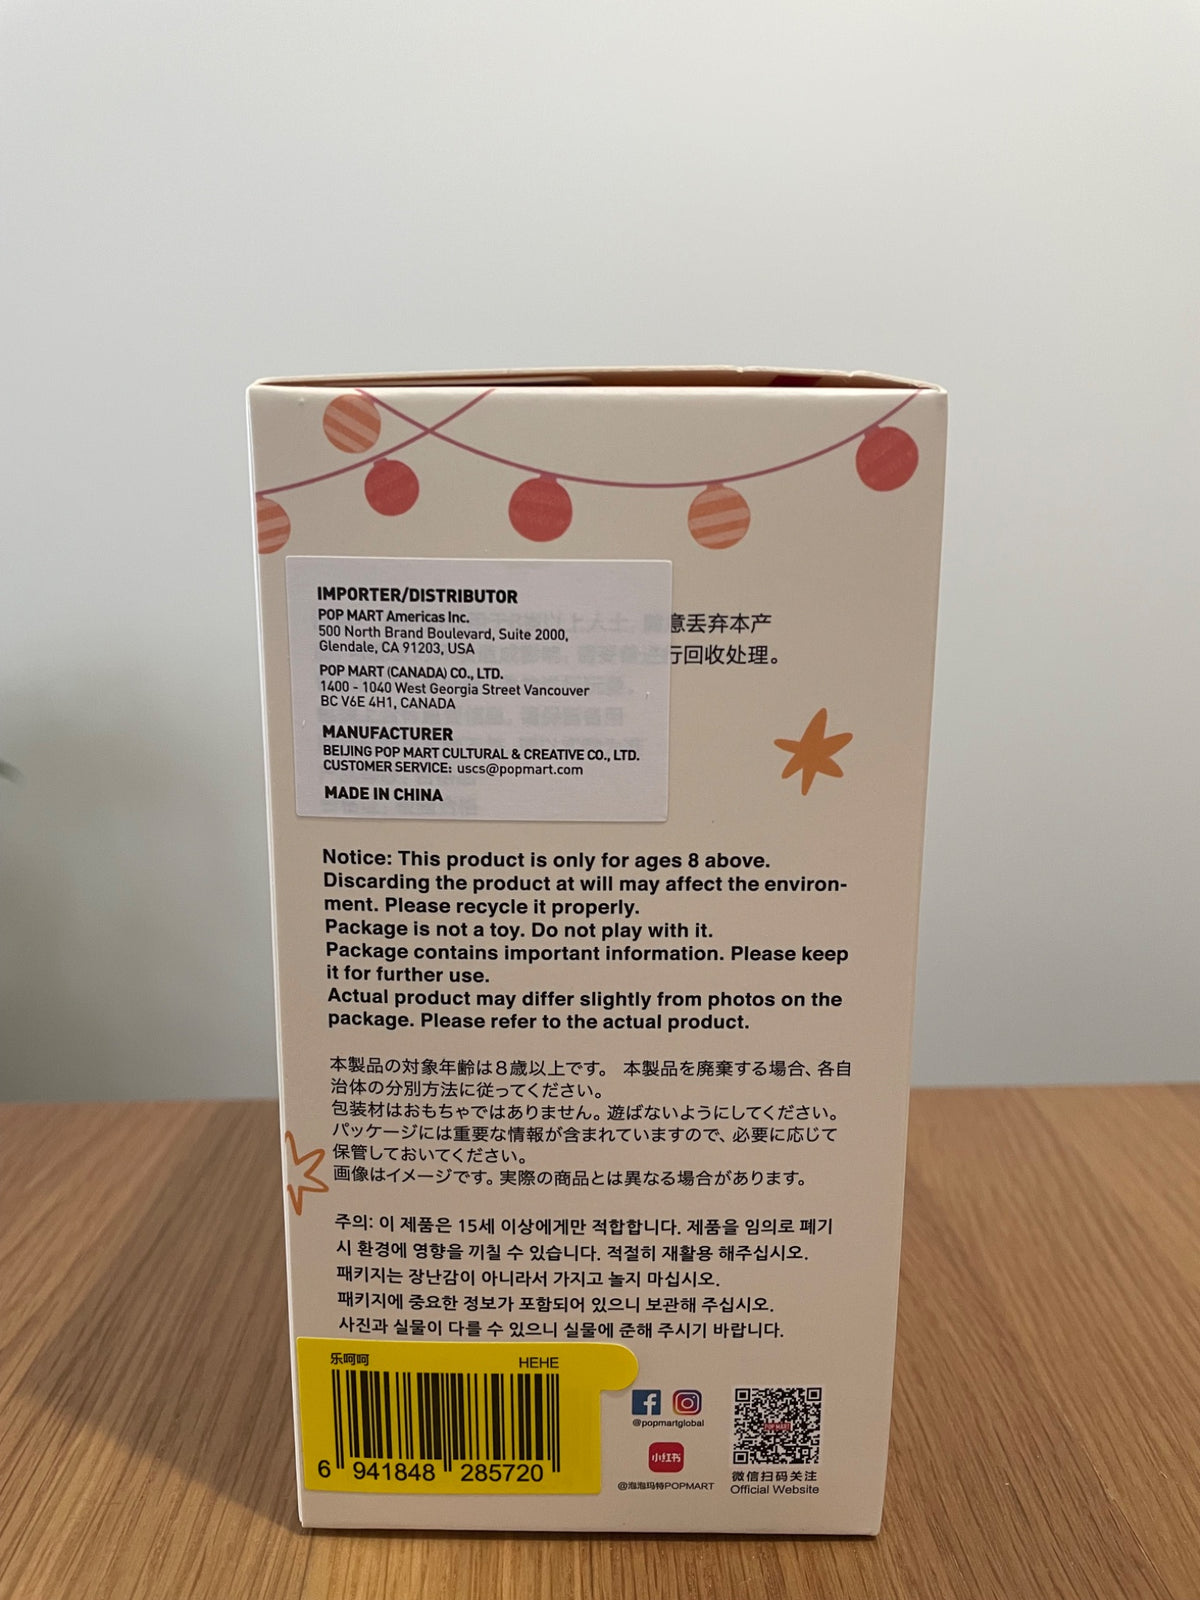 IMPORTER/DISTRIBUTOR
POP MART Americas Inc.
500 North Brand Boulevard, Suite 2000,
Glendale, CA 91203, USA
POP MART (CANADA) CO., LTD.
1400 - 1040 West Georgia Street Vancouver
BC V6E 4H1, CANADA
MANUFACTURER
BEIJING POP MART CULTURAL & CREATIVE CO., LTD.
CUSTOMER SERVICE: uscs@popmart.com
MADE IN CHINA
意丢弃本产
行回收处理。
Notice: This product is only for ages 8 above.
Discarding the product at will may affect the environ-
ment. Please recycle it properly.
Package is not a toy. Do not play with it.
Package contains important information. Please keep
it for further use.
Actual product may differ slightly from photos on the
package. Please refer to the actual product.
本製品の対象年齢は8歳以上です。 本製品を廃棄する場合、各自
治体の分別方法に従ってください。
包装材はおもちゃではありません。遊ばないようにしてください。
パッケージには重要な情報が含まれていますので、必要に応じて
保管しておいてください。
画像はイメージです。実際の商品とは異なる場合があります。
주의: 이 제품은 15세 이상에게만 적합합니다. 제품을 임의로 폐기
시 환경에 영향을 끼칠 수 있습니다. 적절히 재활용 해주십시오.
패키지는 장난감이 아니라서 가지고 놀지 마십시오.
패키지에 중요한 정보가 포함되어 있으니 보관해 주십시오.
사진과 실물이 다를 수 있으니 실물에 준해 주시기 바랍니다.
乐呵呵 HEHE
6 941848 285720
@popmartglobal
小红书
@泡泡玛特POPMART
POP MART
微信扫码关注
Official Website